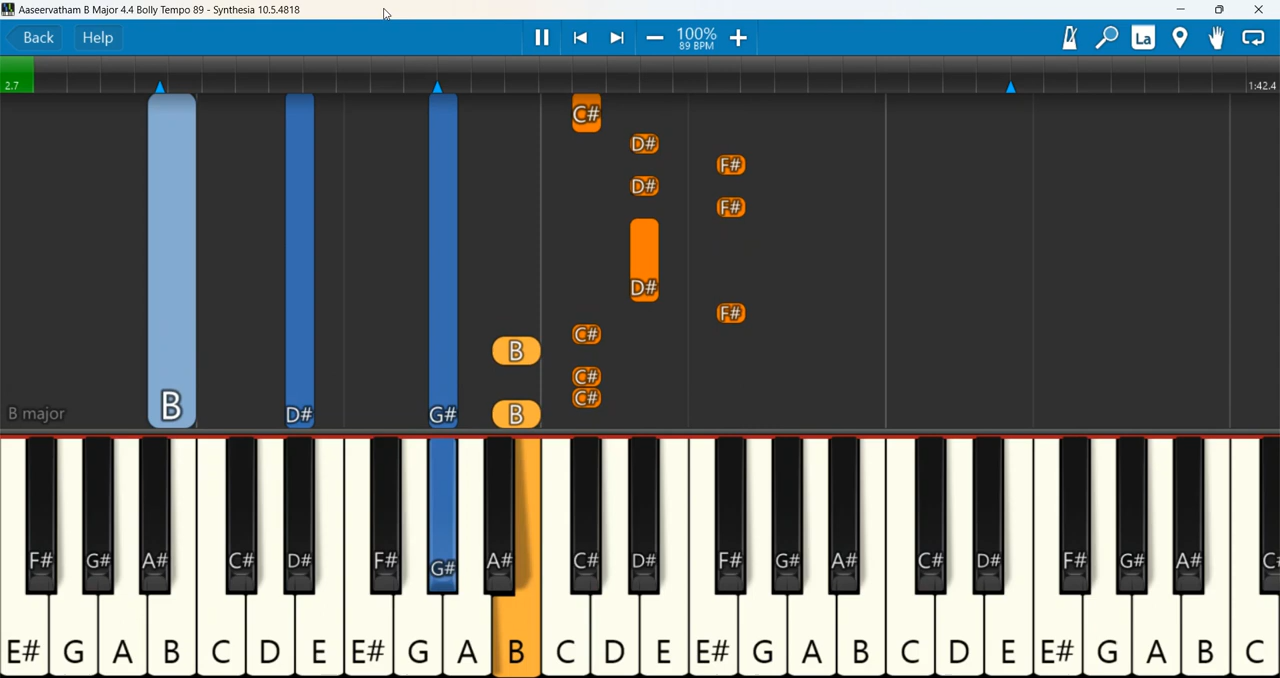 Aaseervatham B Major 4.4 Bolly Tempo 89 - Synthesia 10.5.4818
Back Help 100% La
89 BPM
2.7 1:42.4
C#
D#
F#
D#
F#
D#
F#
C#
B
C#
C#
B major B D# G# B
F# G# A# C# D# F# G# A# C# D# F# G# A# C# D# F# G# A# C
E# G A B C D E E# G A B C D E E# G A B C D E E# G A B C